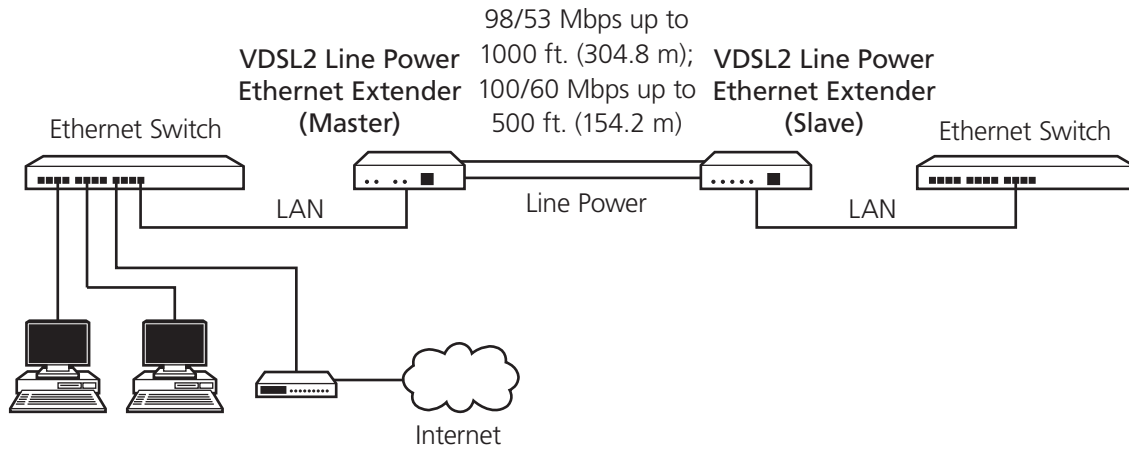 98/53 Mbps up to
1000 ft. (304.8 m);
100/60 Mbps up to
500 ft. (154.2 m)
VDSL2 Line Power
Ethernet Extender
(Master)
VDSL2 Line Power
Ethernet Extender
(Slave)
Ethernet Switch
Ethernet Switch
LAN
Line Power
LAN
Internet